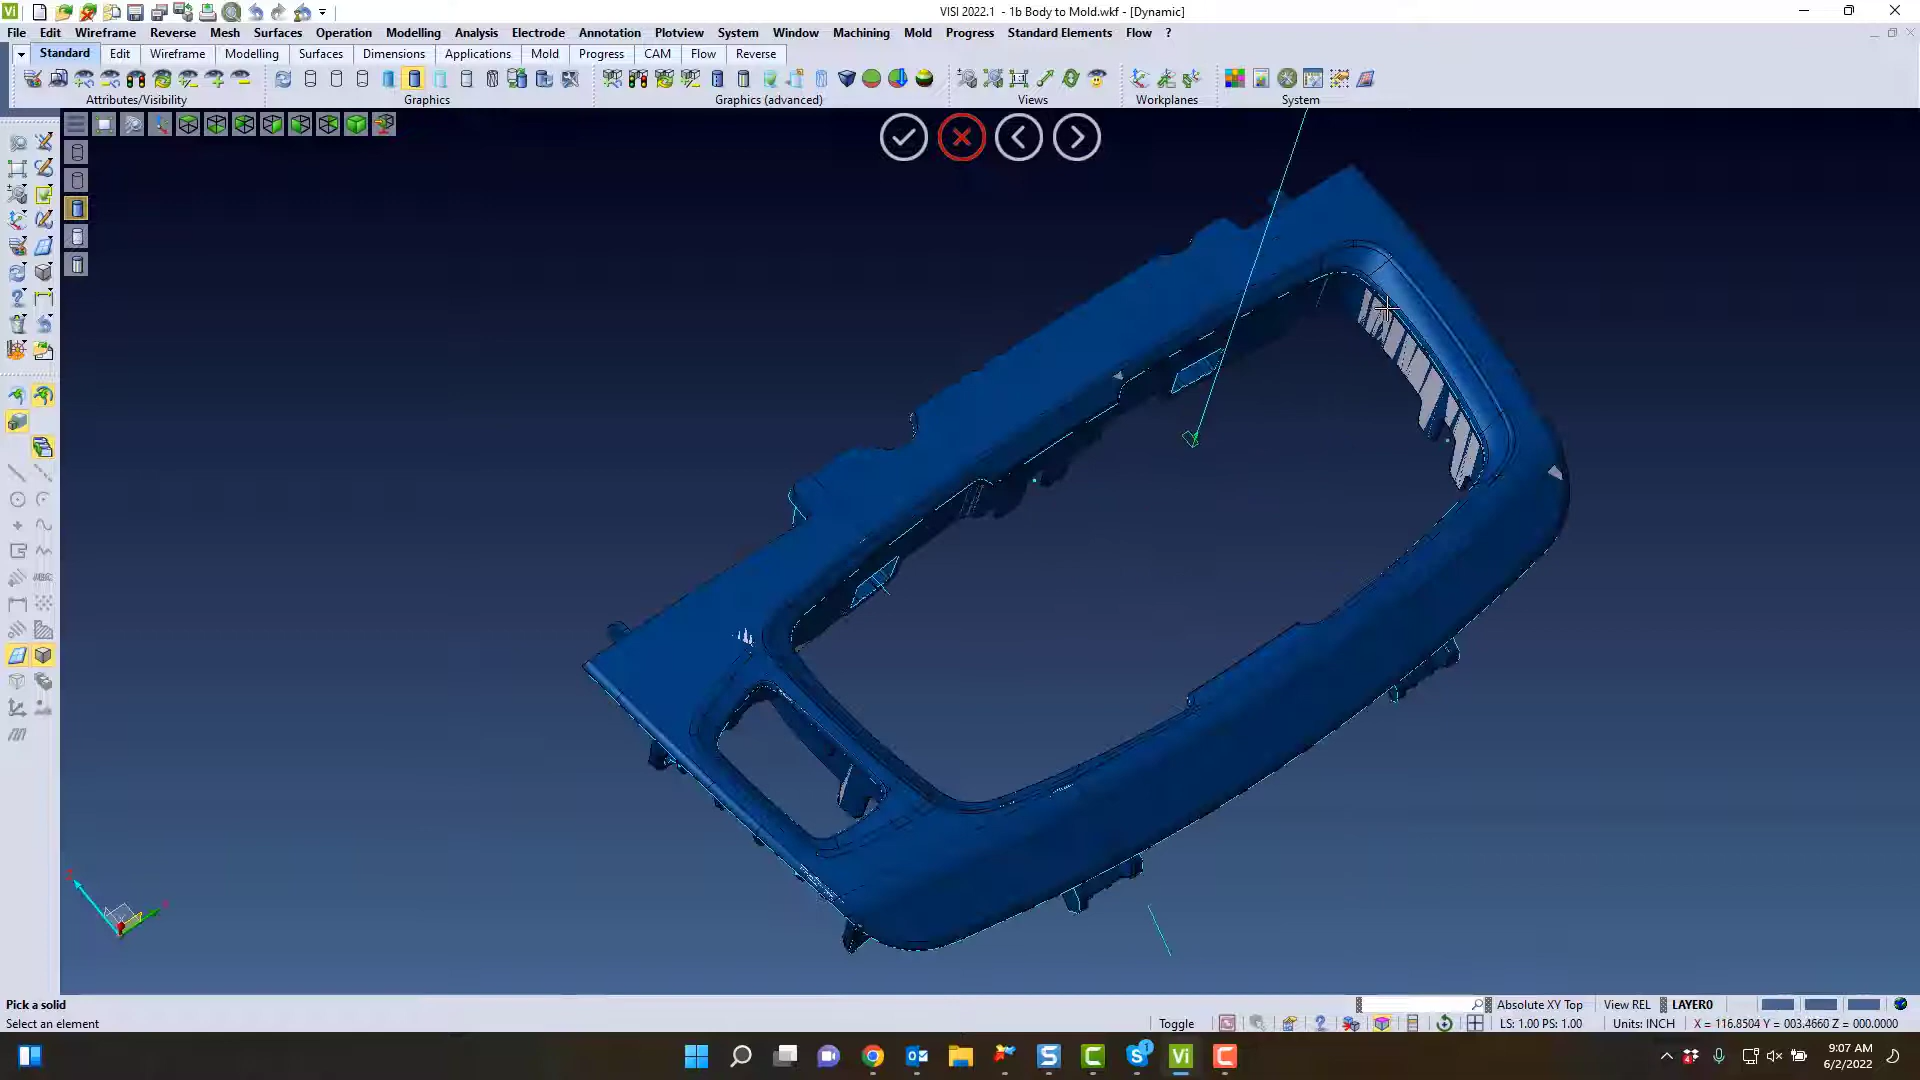 VISI 2022.1 - 1b Body to Mold.wkf - [Dynamic]
File Edit Wireframe Reverse Mesh Surfaces Operation Modelling Analysis Electrode Annotation Plotview System Window Machining Mold Progress Standard Elements Flow ?
Standard Edit Wireframe Modelling Surfaces Dimensions Applications Mold Progress CAM Flow Reverse
Attributes/Visibility Graphics Graphics (advanced) Views Workplanes System
Pick a solid
Absolute XY Top View REL LAYER0
Select an element
Toggle LS: 1.00 PS: 1.00 Units: INCH X = 116.8504 Y = 003.4660 Z = 000.0000
9:07 AM
6/2/2022